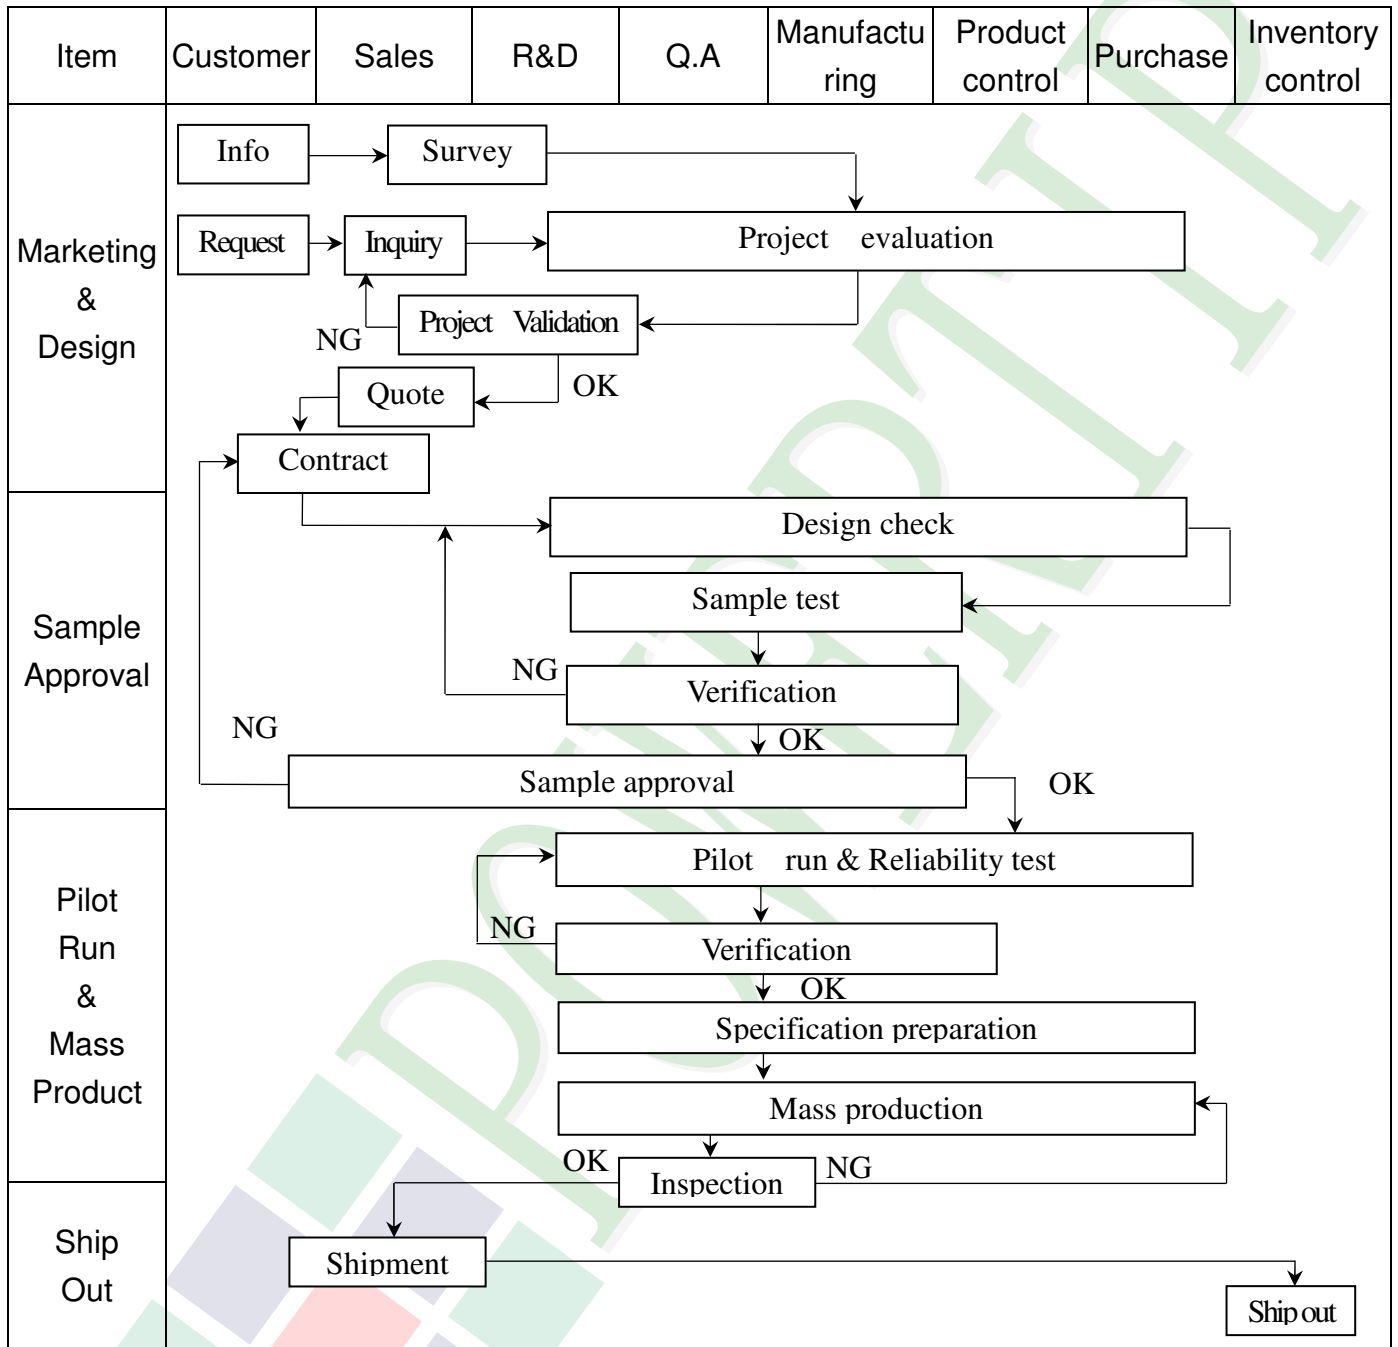 Item
Customer
Sales
R&D
Q.A
Manufactu
ring
Product
control
Purchase
Inventory
control
Marketing
&
Design
Info
Survey
Request
Inquiry
Project evaluation
Project Validation
NG
OK
Quote
Contract
Sample
Approval
Design check
Sample test
NG
Verification
OK
NG
Sample approval
OK
Pilot
Run
&
Mass
Product
Pilot run & Reliability test
NG
Verification
OK
Specification preparation
Mass production
OK
Inspection
NG
Ship
Out
Shipment
Ship out
POWERTIP